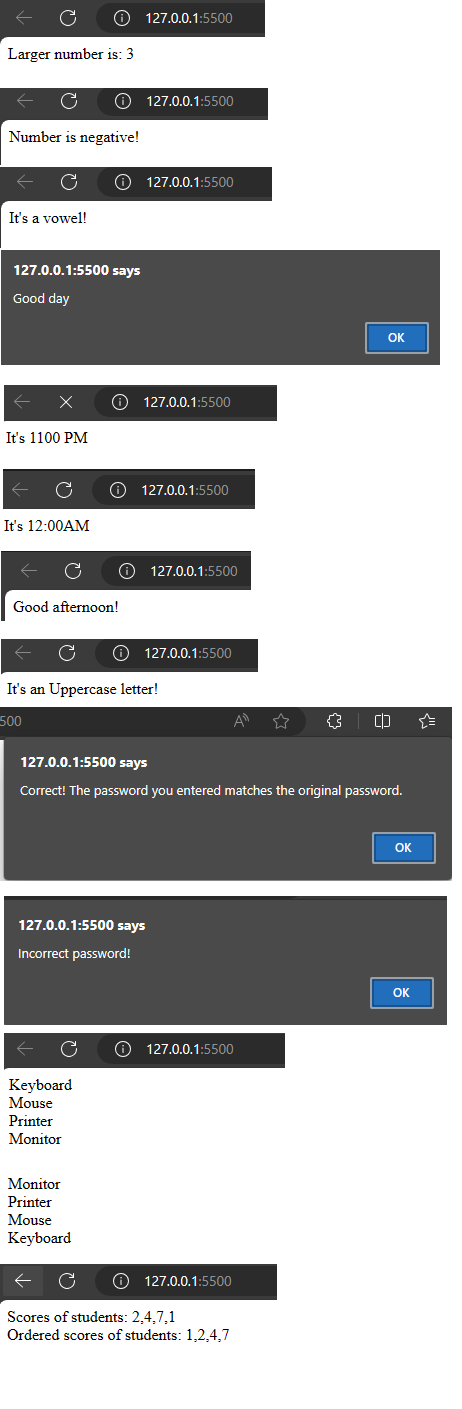 127.0.0.1:5500
Larger number is: 3
127.0.0.1:5500
Number is negative!
127.0.0.1:5500
It's a vowel!
127.0.0.1:5500 says
Good day
OK
127.0.0.1:5500
It's 1100 PM
127.0.0.1:5500
It's 12:00AM
127.0.0.1:5500
Good afternoon!
127.0.0.1:5500
It's an Uppercase letter!
500
127.0.0.1:5500 says
Correct! The password you entered matches the original password.
OK
127.0.0.1:5500 says
Incorrect password!
OK
127.0.0.1:5500
Keyboard
Mouse
Printer
Monitor
Monitor
Printer
Mouse
Keyboard
127.0.0.1:5500
Scores of students: 2,4,7,1
Ordered scores of students: 1,2,4,7